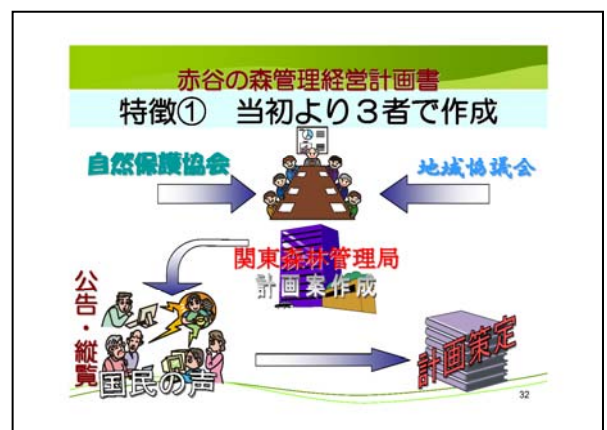 赤谷の森管理経営計画書
特徴① 当初より3者で作成
自然保護協会
地域協議会
関東森林管理局
計画案作成
公告・縦覧
国民の声
計画策定
32